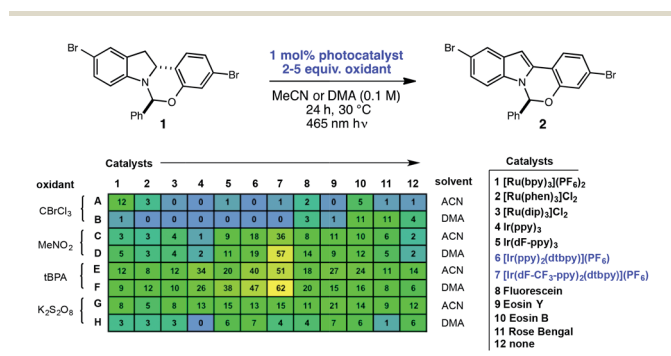 Br
Br
N
O
Ph
1
1 mol% photocatalyst
2-5 equiv. oxidant
MeCN or DMA (0.1 M)
24 h, 30 °C
465 nm hν
Br
Br
N
O
Ph
2
Catalysts
oxidant 1 2 3 4 5 6 7 8 9 10 11 12 solvent
CBrCl3
A 12 3 0 0 1 0 1 2 0 5 1 1 ACN
B 1 0 0 0 0 0 0 3 1 11 11 4 DMA
MeNO2
C 3 3 4 1 9 18 36 8 11 10 6 2 ACN
D 5 3 4 2 11 19 57 14 9 12 5 2 DMA
tBPA
E 12 8 12 34 20 40 51 18 27 24 11 14 ACN
F 9 12 10 26 38 47 62 20 15 16 8 6 DMA
K2S2O8
G 8 5 8 13 15 13 15 11 21 14 9 12 ACN
H 3 3 3 0 6 7 4 4 7 6 1 6 DMA
Catalysts
1 [Ru(bpy)3](PF6)2
2 [Ru(phen)3]Cl2
3 [Ru(dip)3]Cl2
4 Ir(ppy)3
5 Ir(dF-ppy)3
6 [Ir(ppy)2(dtbpy)](PF6)
7 [Ir(dF-CF3-ppy)2(dtbpy)](PF6)
8 Fluorescein
9 Eosin Y
10 Eosin B
11 Rose Bengal
12 none